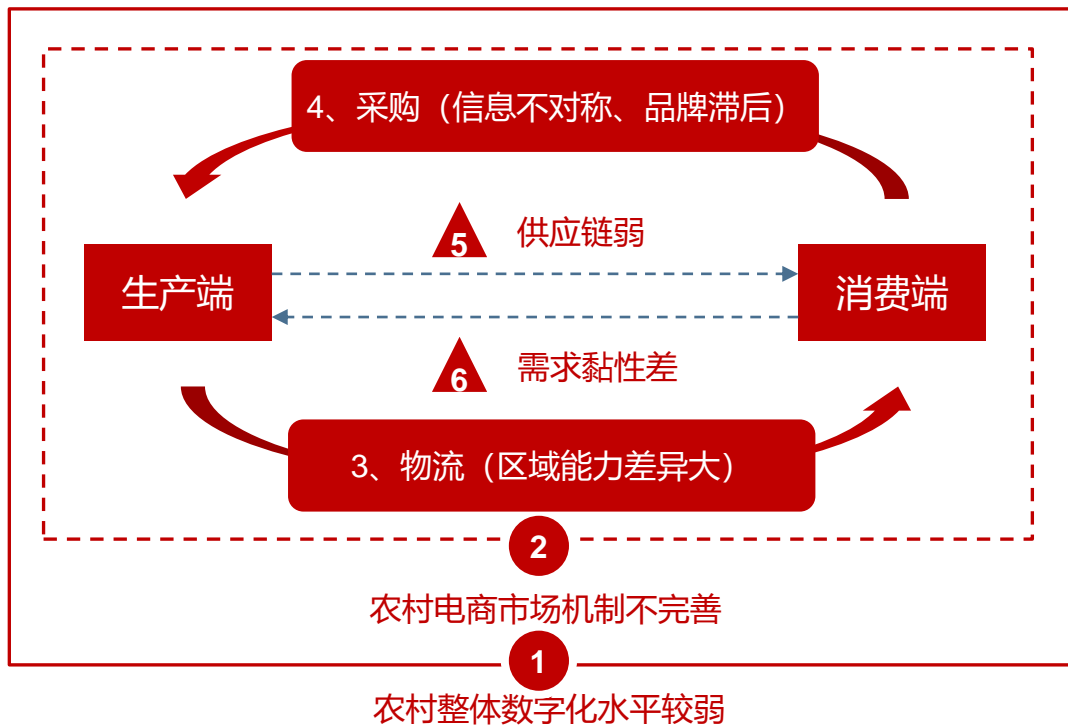 4、采购（信息不对称、品牌滞后）
5
供应链弱
生产端
消费端
6
需求黏性差
3、物流（区域能力差异大）
2
农村电商市场机制不完善
1
农村整体数字化水平较弱